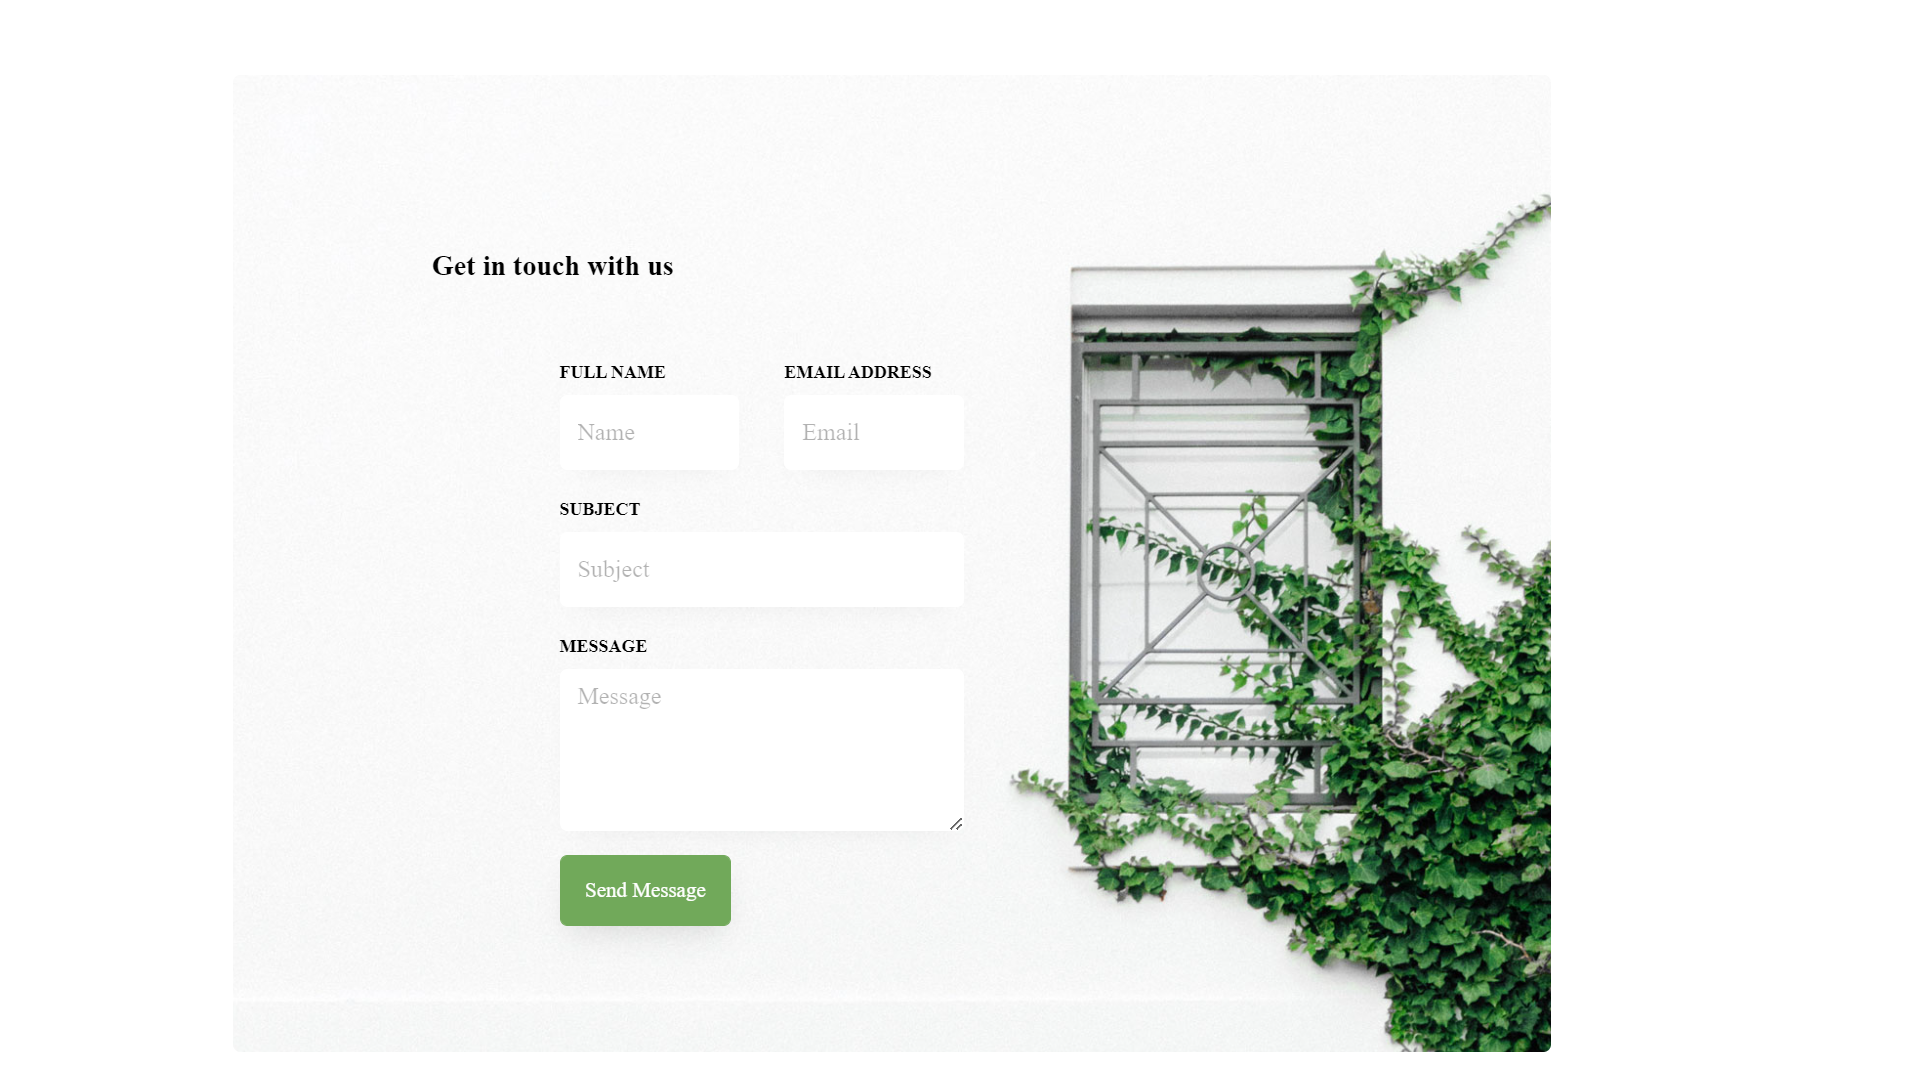 Get in touch with us
FULL NAME
EMAIL ADDRESS
Name
Email
SUBJECT
Subject
MESSAGE
Message
Send Message